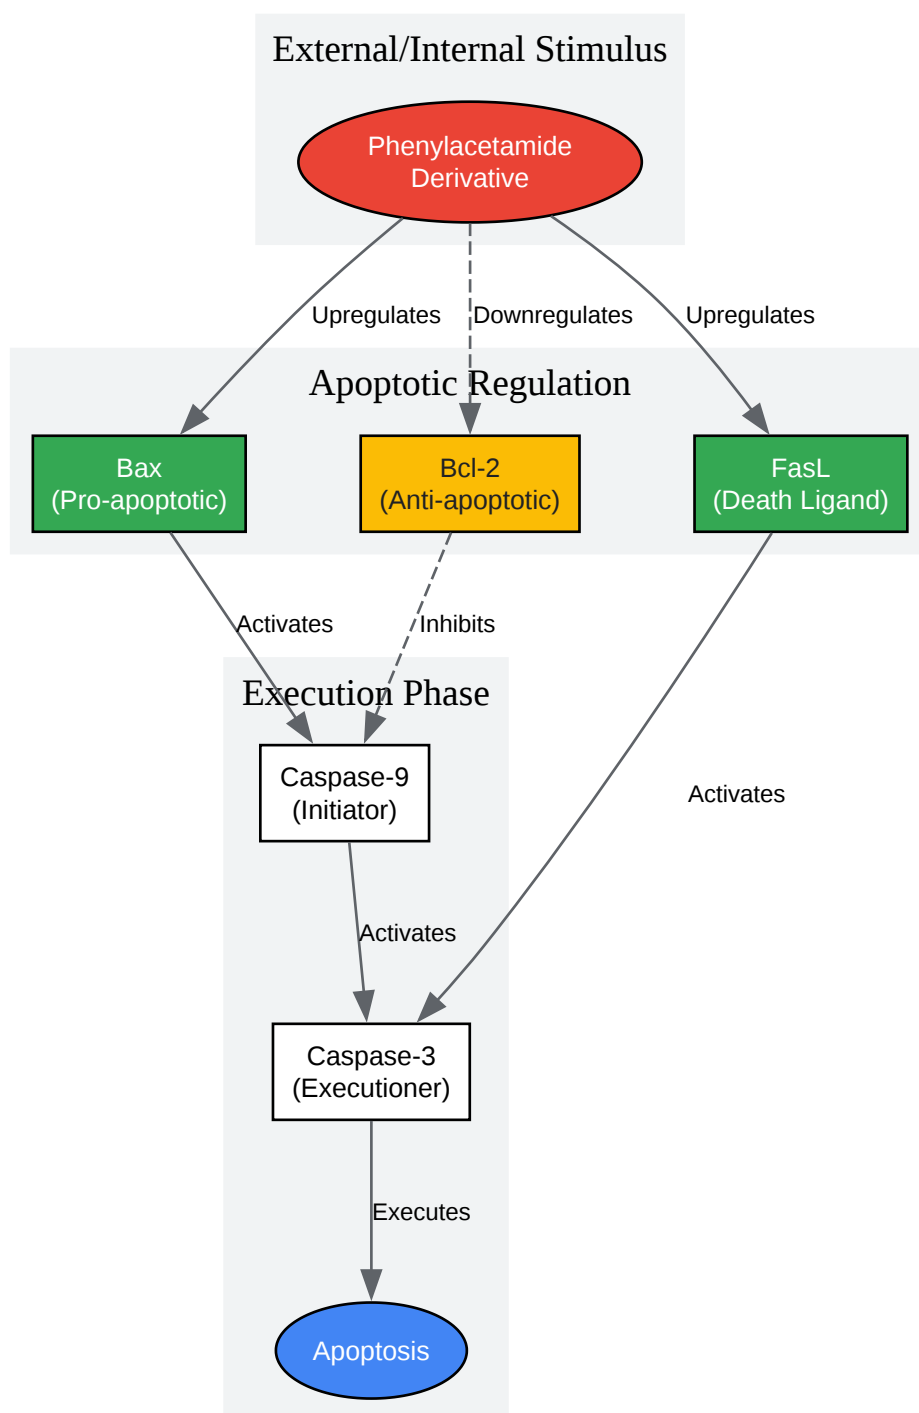 External/Internal Stimulus
Phenylacetamide
Derivative
Upregulates
Downregulates
Upregulates
Apoptotic Regulation
Bax
(Pro-apoptotic)
Bcl-2
(Anti-apoptotic)
FasL
(Death Ligand)
Activates
Inhibits
Execution Phase
Caspase-9
(Initiator)
Activates
Activates
Caspase-3
(Executioner)
Executes
Apoptosis